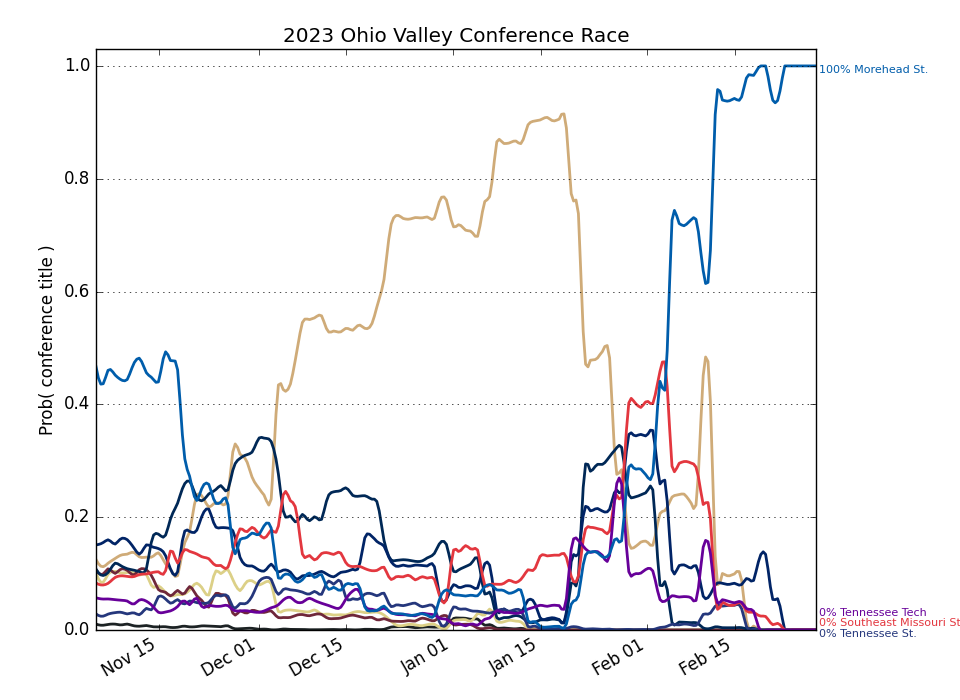 2023 Ohio Valley Conference Race
1.0
100% Morehead St.
0.8
0.6
Prob( conference title )
0.4
0.2
0% Tennessee Tech
0% Southeast Missouri St
0.0
0% Tennessee St.
Nov 15 Dec 01 Dec 15 Jan 01 Jan 15 Feb 01 Feb 15